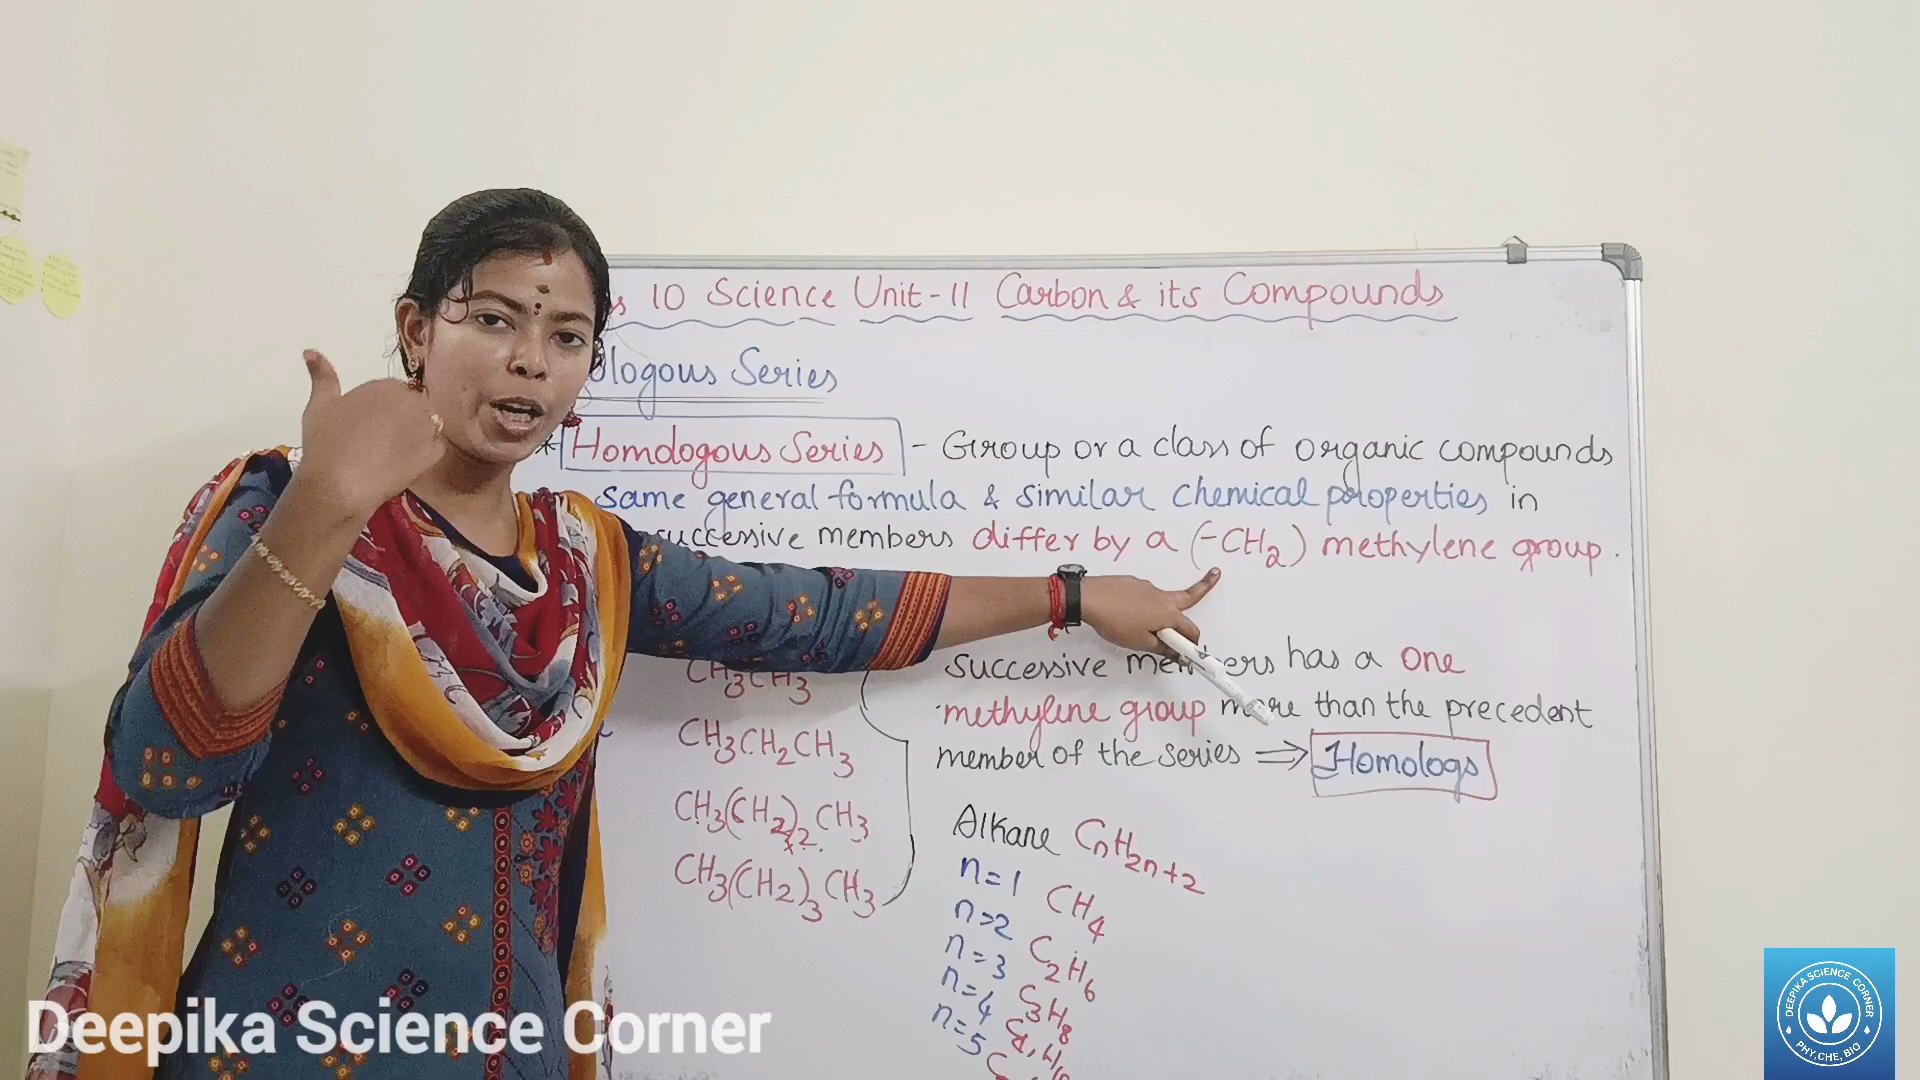 10 Science Unit-11 Carbon & its Compounds
ologous Series
* Homologous Series - Group or a class of organic compounds
same general formula & similar chemical properties in
successive members differ by a (-CH2) methylene group.
successive members has a one
methylene group more than the precedent
member of the series ⇒ Homologs
CH3CH3
CH3CH2CH3
CH3(CH2)2CH3
CH3(CH2)3CH3
Alkane CnH2n+2
n=1 CH4
n=2 C2H6
n=3 C3H8
n=4 C4H10
n=5
Deepika Science Corner
DEEPIKA SCIENCE CORNER
PHY, CHE, BIO